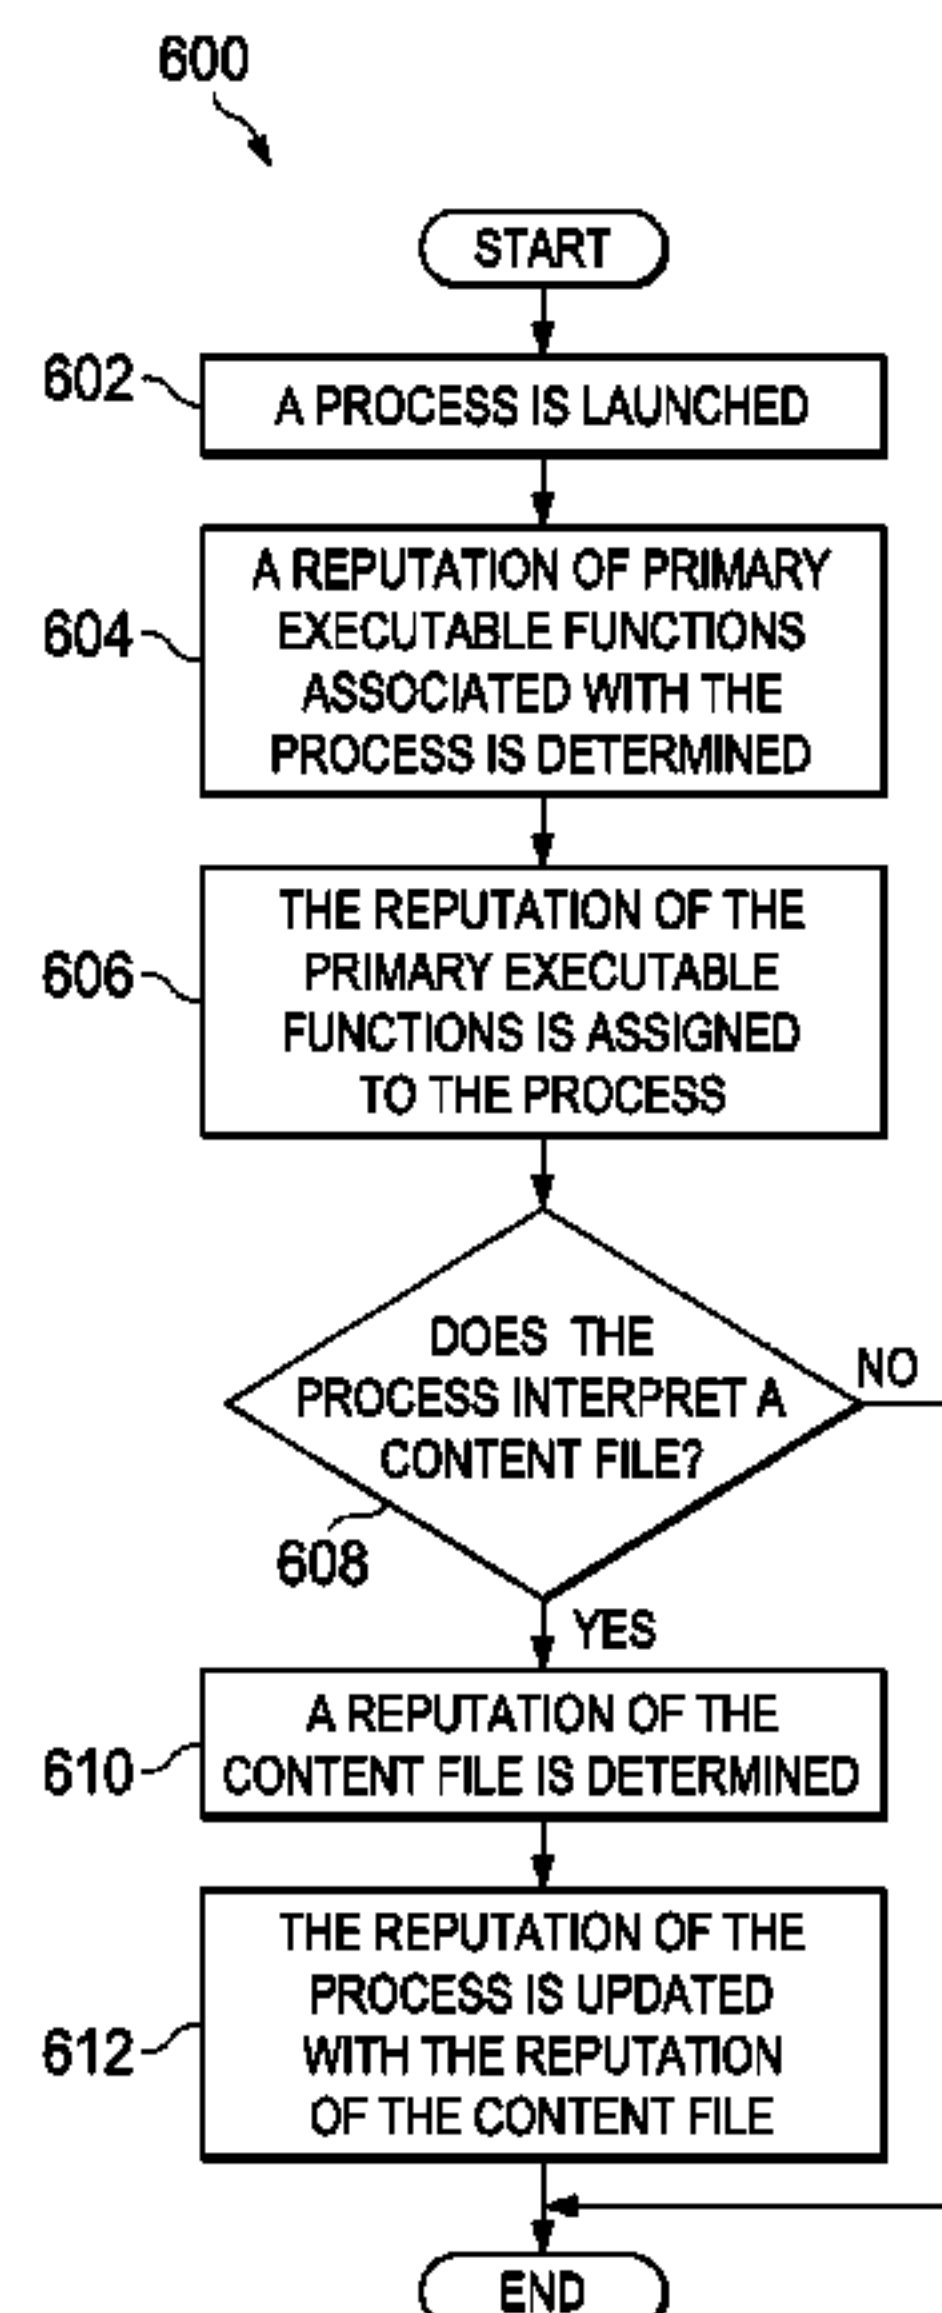 600
START
602
A PROCESS IS LAUNCHED
604
A REPUTATION OF PRIMARY
EXECUTABLE FUNCTIONS
ASSOCIATED WITH THE
PROCESS IS DETERMINED
606
THE REPUTATION OF THE
PRIMARY EXECUTABLE
FUNCTIONS IS ASSIGNED
TO THE PROCESS
DOES THE
PROCESS INTERPRET A
CONTENT FILE?
NO
608
YES
610
A REPUTATION OF THE
CONTENT FILE IS DETERMINED
612
THE REPUTATION OF THE
PROCESS IS UPDATED
WITH THE REPUTATION
OF THE CONTENT FILE
END